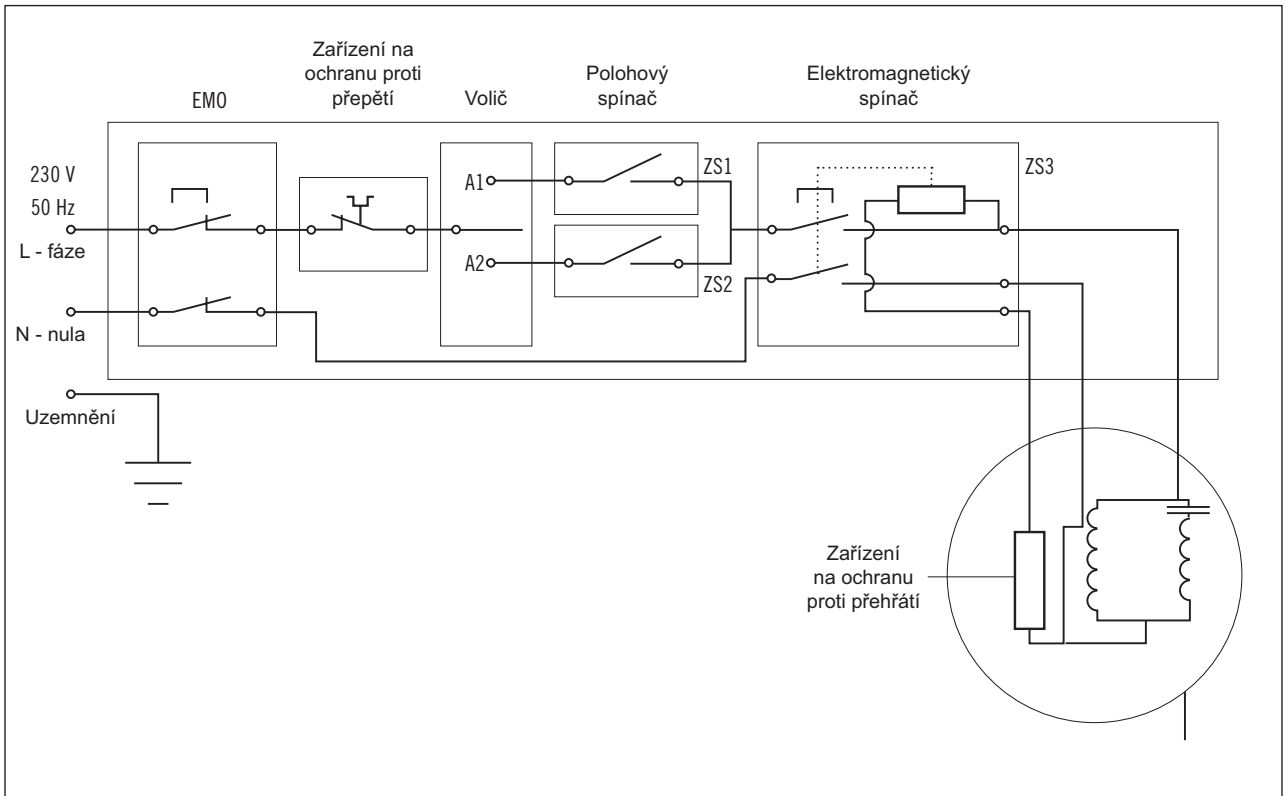 Zařízení na
ochranu proti
přepětí
EMO
Volič
Polohový
spínač
Elektromagnetický
spínač
230 V
50 Hz
L - fáze
N - nula
Uzemnění
A1
A2
ZS1
ZS2
ZS3
Zařízení
na ochranu
proti přehřátí